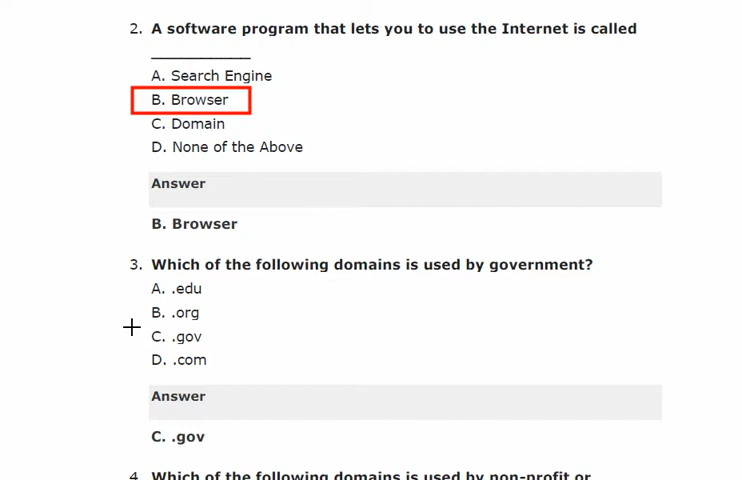 2. A software program that lets you to use the Internet is called
__________
A. Search Engine
B. Browser
C. Domain
D. None of the Above
Answer
B. Browser
3. Which of the following domains is used by government?
A. .edu
B. .org
C. .gov
D. .com
Answer
C. .gov
4. Which of the following domains is used by non-profit or